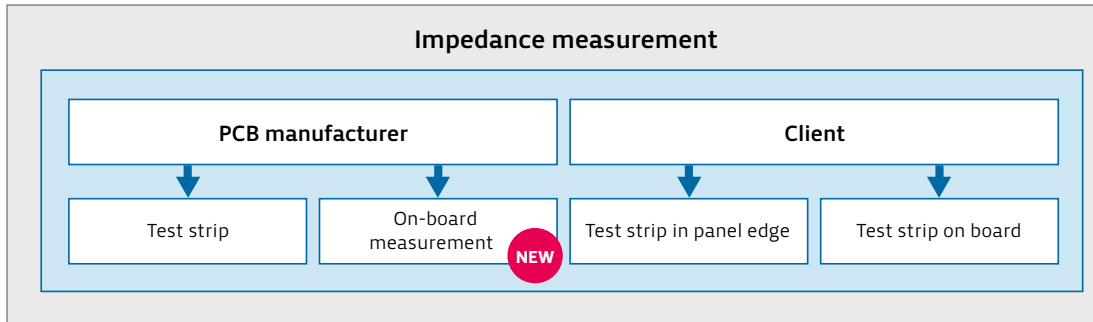 Impedance measurement
PCB manufacturer
Client
Test strip
On-board
measurement
NEW
Test strip in panel edge
Test strip on board